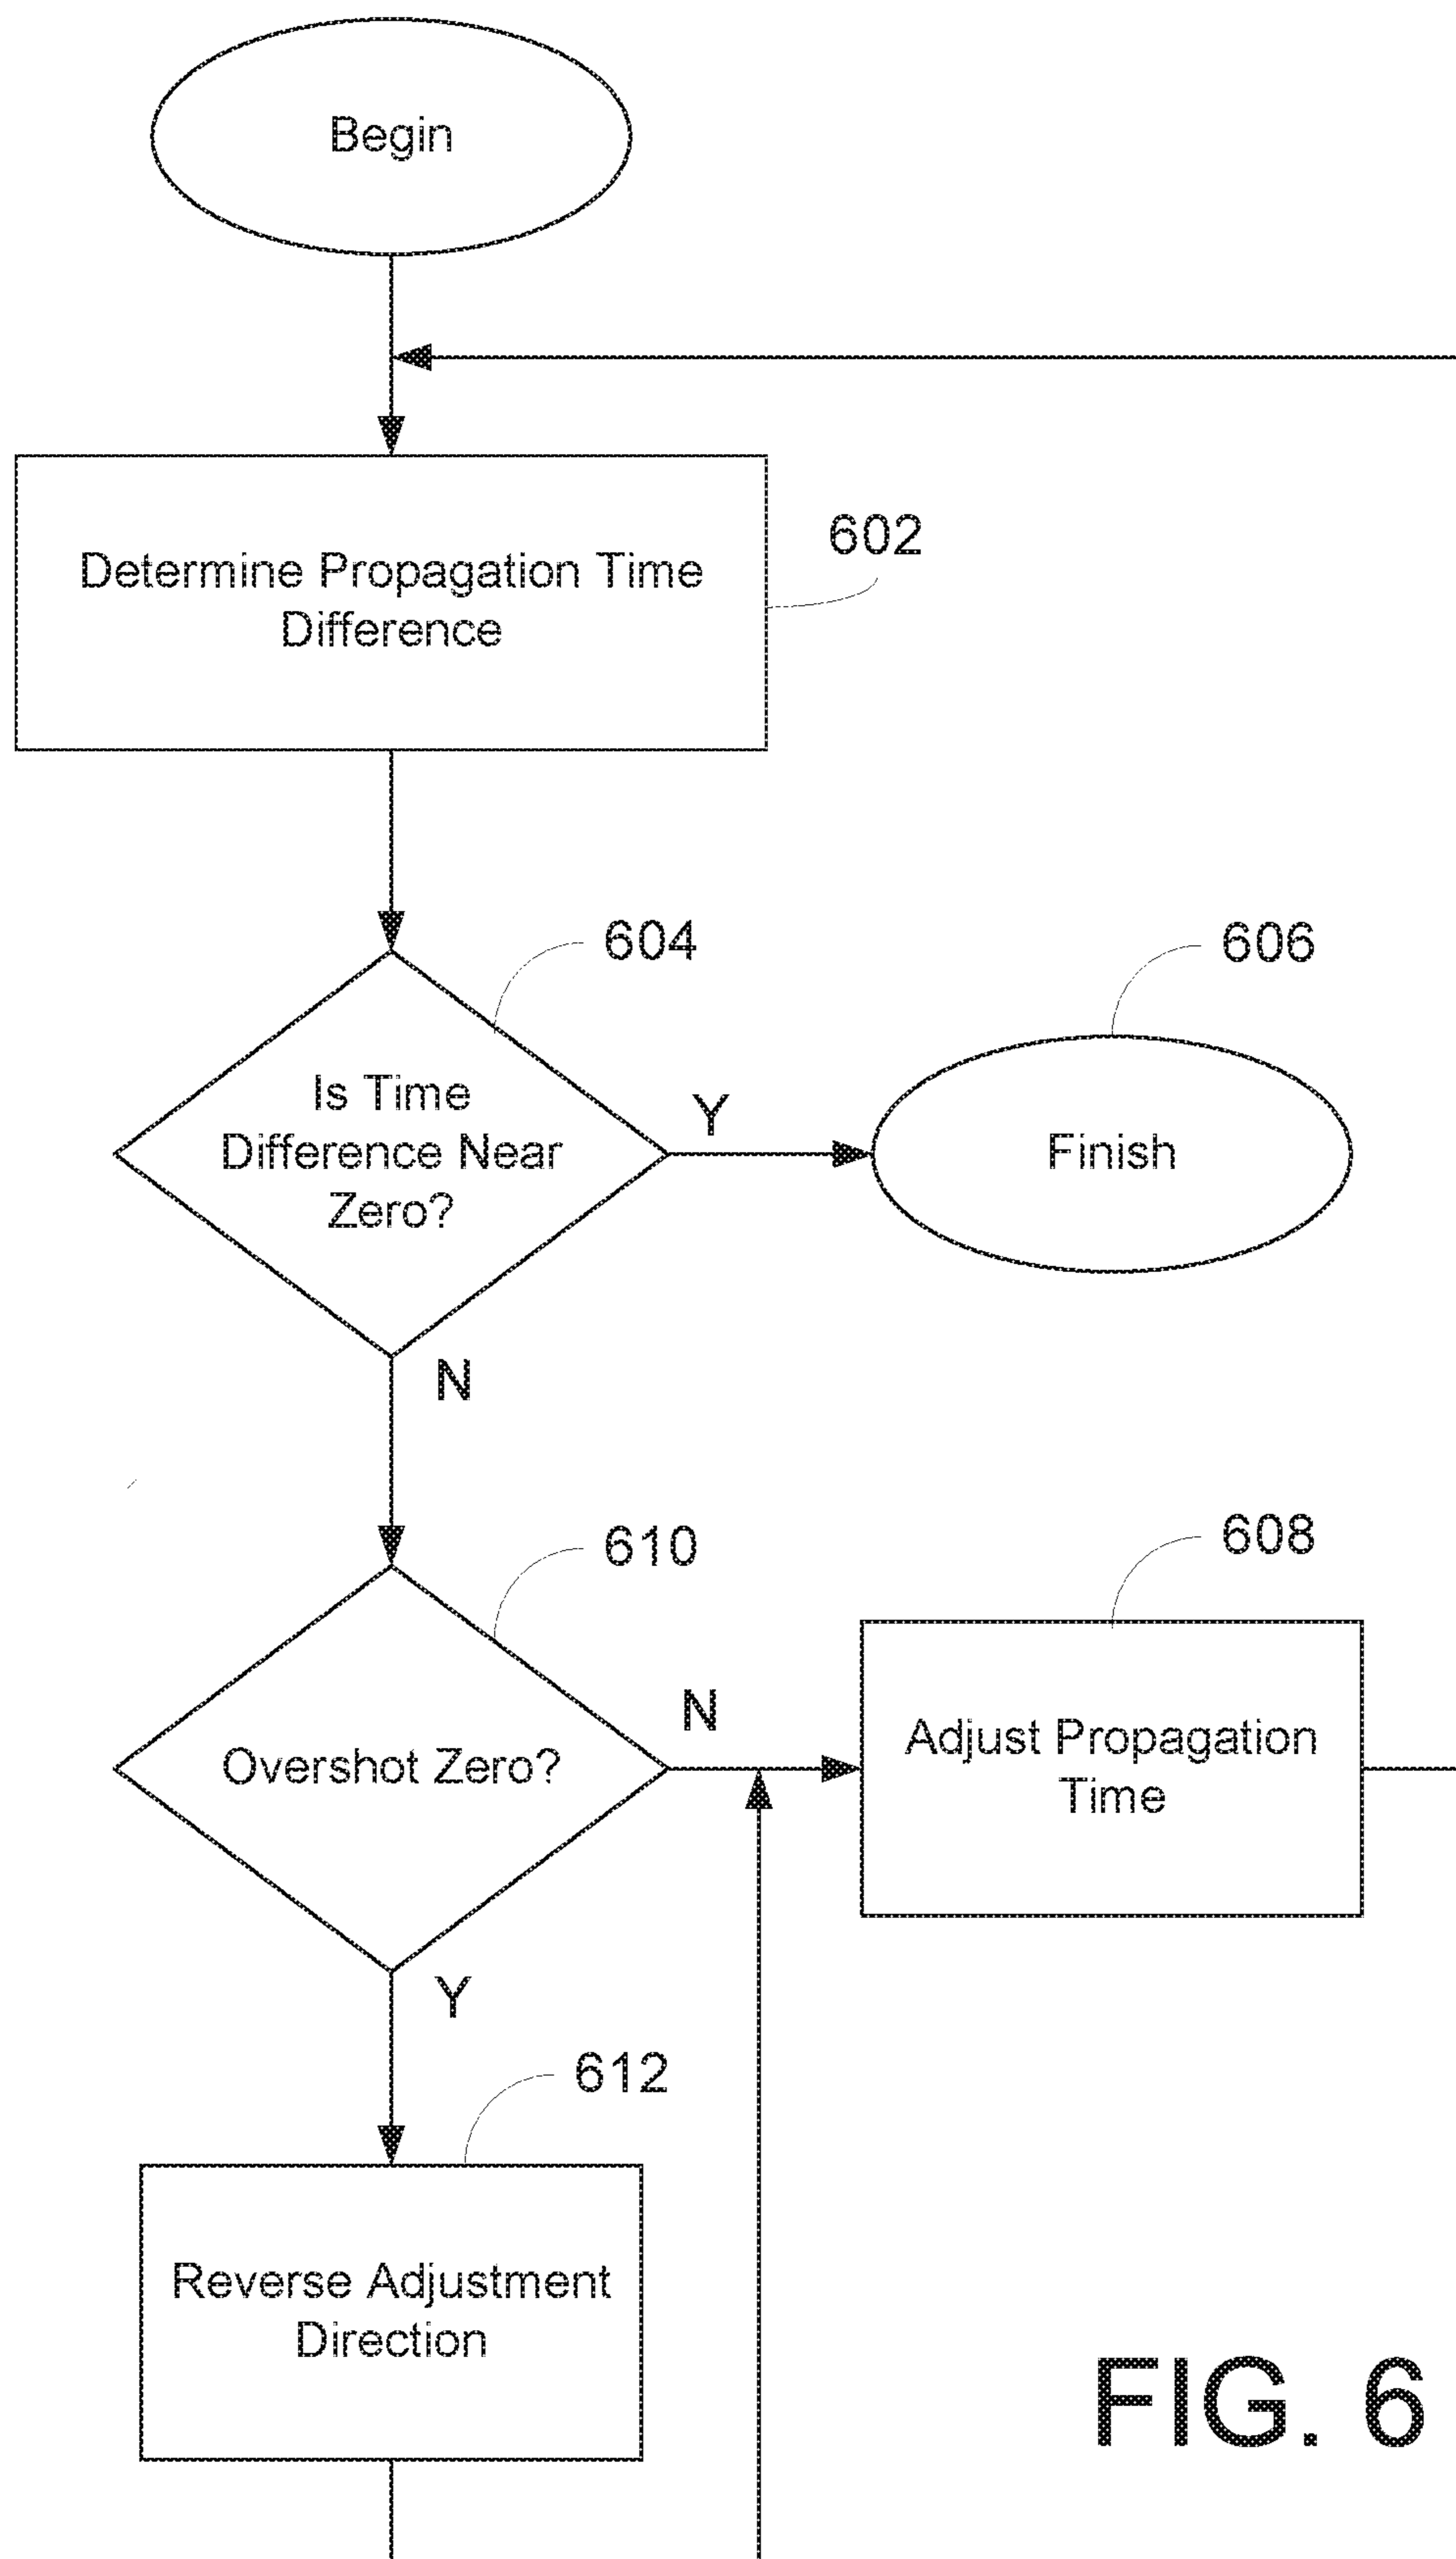 Begin
Determine Propagation Time
Difference
602
604
606
Is Time
Difference Near
Zero?
Y
Finish
N
610
608
Overshot Zero?
N
Adjust Propagation
Time
Y
612
Reverse Adjustment
Direction
FIG. 6